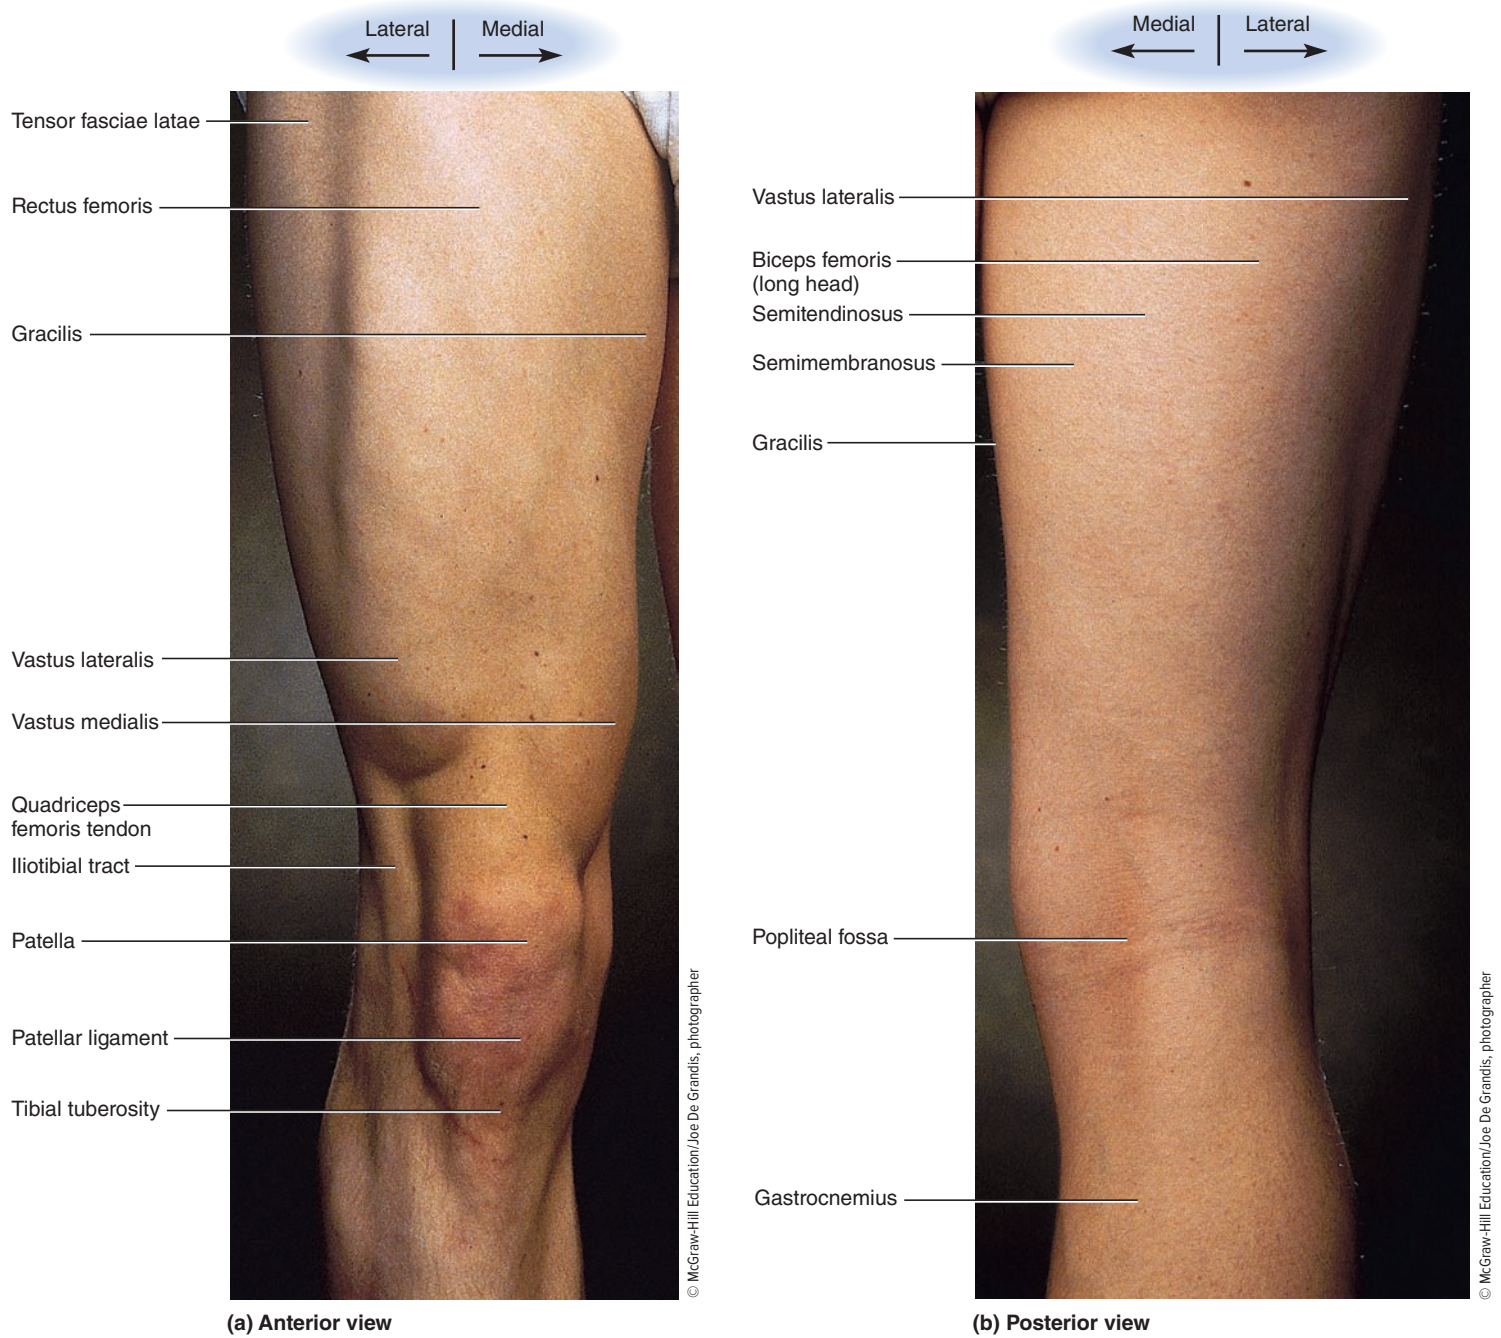 Lateral
Medial
Tensor fasciae latae
Rectus femoris
Gracilis
Vastus lateralis
Vastus medialis
Quadriceps
femoris tendon
Iliotibial tract
Patella
Patellar ligament
Tibial tuberosity
© McGraw-Hill Education/Joe De Grandis, photographer
(a) Anterior view
Medial
Lateral
Vastus lateralis
Biceps femoris
(long head)
Semitendinosus
Semimembranosus
Gracilis
Popliteal fossa
Gastrocnemius
© McGraw-Hill Education/Joe De Grandis, photographer
(b) Posterior view